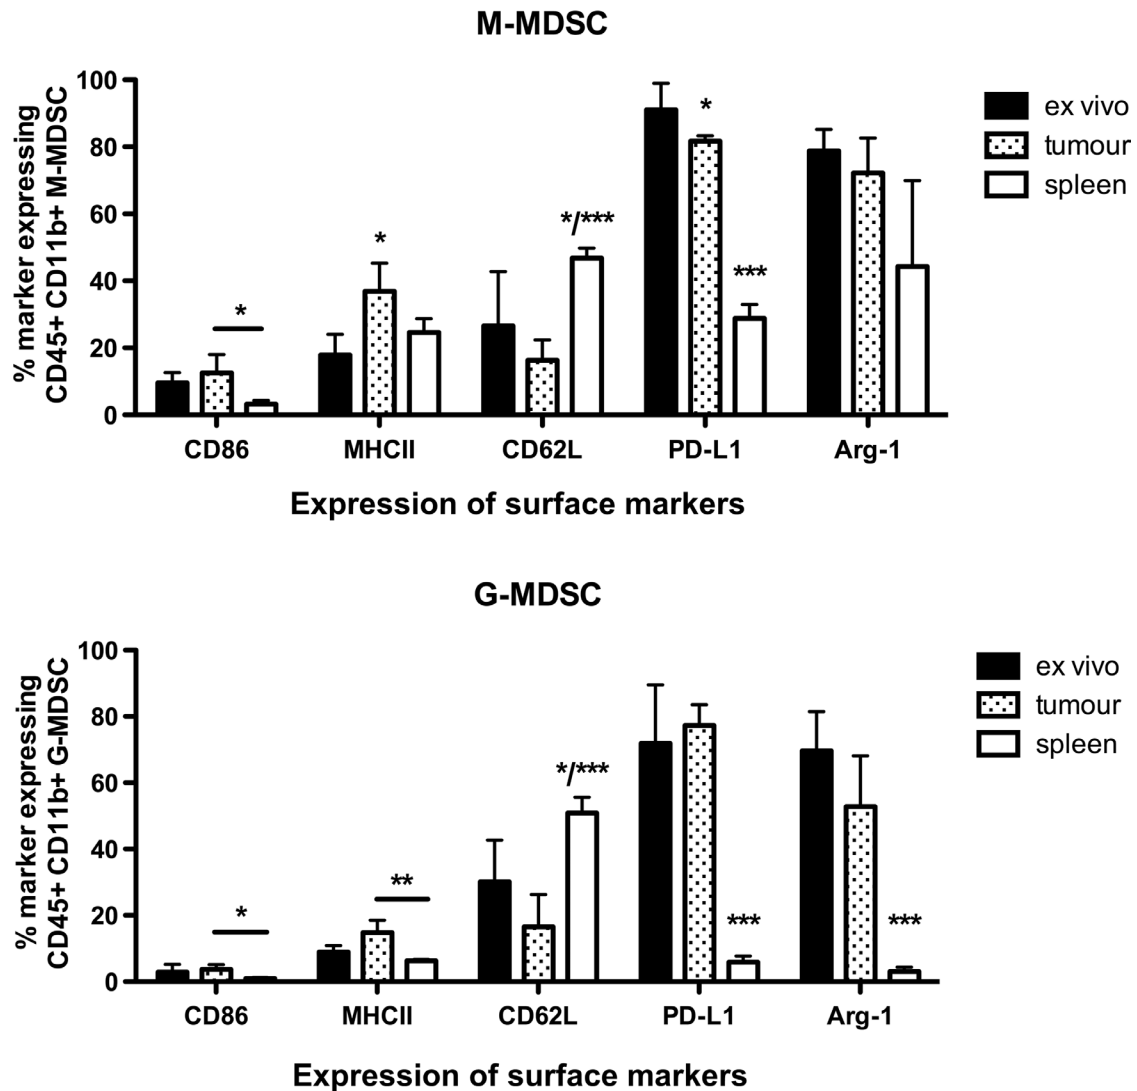 M-MDSC
% marker expressing
CD45+ CD11b+ M-MDSC
100
80
60
40
20
0
*
*
*/***
*
***
CD86 MHCII CD62L PD-L1 Arg-1
Expression of surface markers
ex vivo
tumour
spleen
G-MDSC
% marker expressing
CD45+ CD11b+ G-MDSC
100
80
60
40
20
0
*
**
*/***
***
***
CD86 MHCII CD62L PD-L1 Arg-1
Expression of surface markers
ex vivo
tumour
spleen